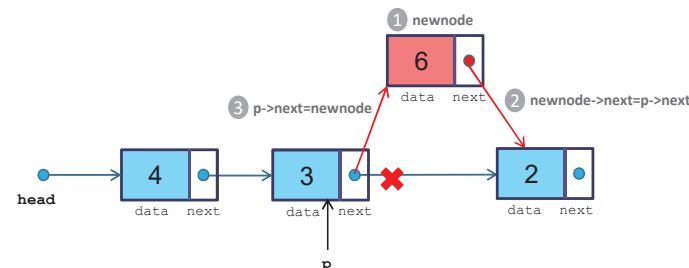 1 newnode
6
data next
3 p->next=newnode
2 newnode->next=p->next
4
3
2
head
data next
data next
data next
p